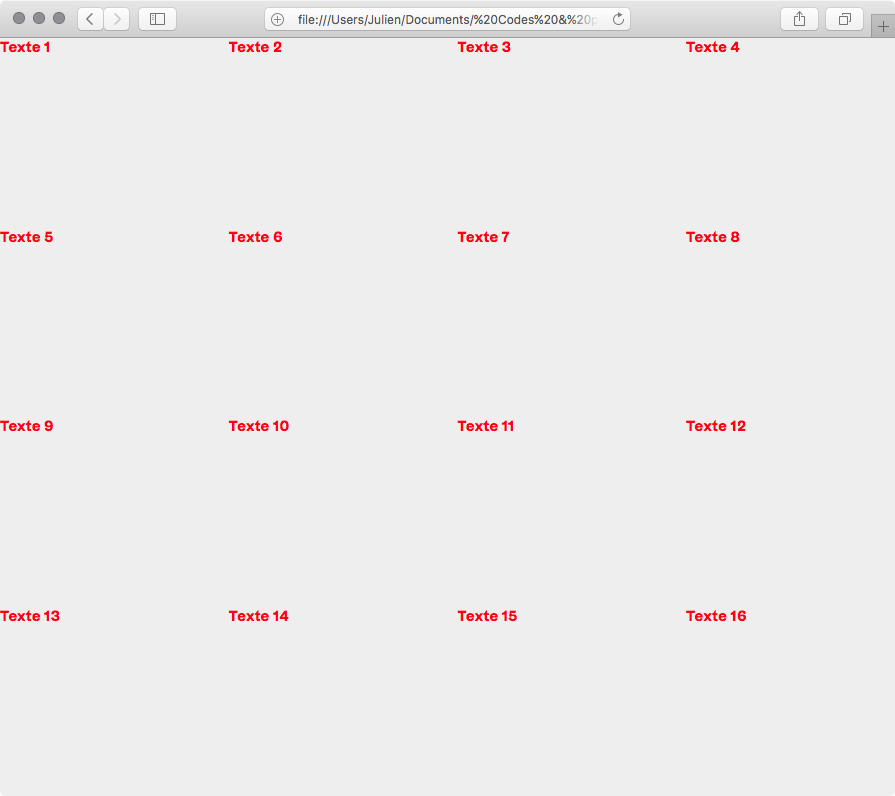 file:///Users/Julien/Documents/%20Codes%20&%20p
Texte 1 Texte 2 Texte 3 Texte 4
Texte 5 Texte 6 Texte 7 Texte 8
Texte 9 Texte 10 Texte 11 Texte 12
Texte 13 Texte 14 Texte 15 Texte 16